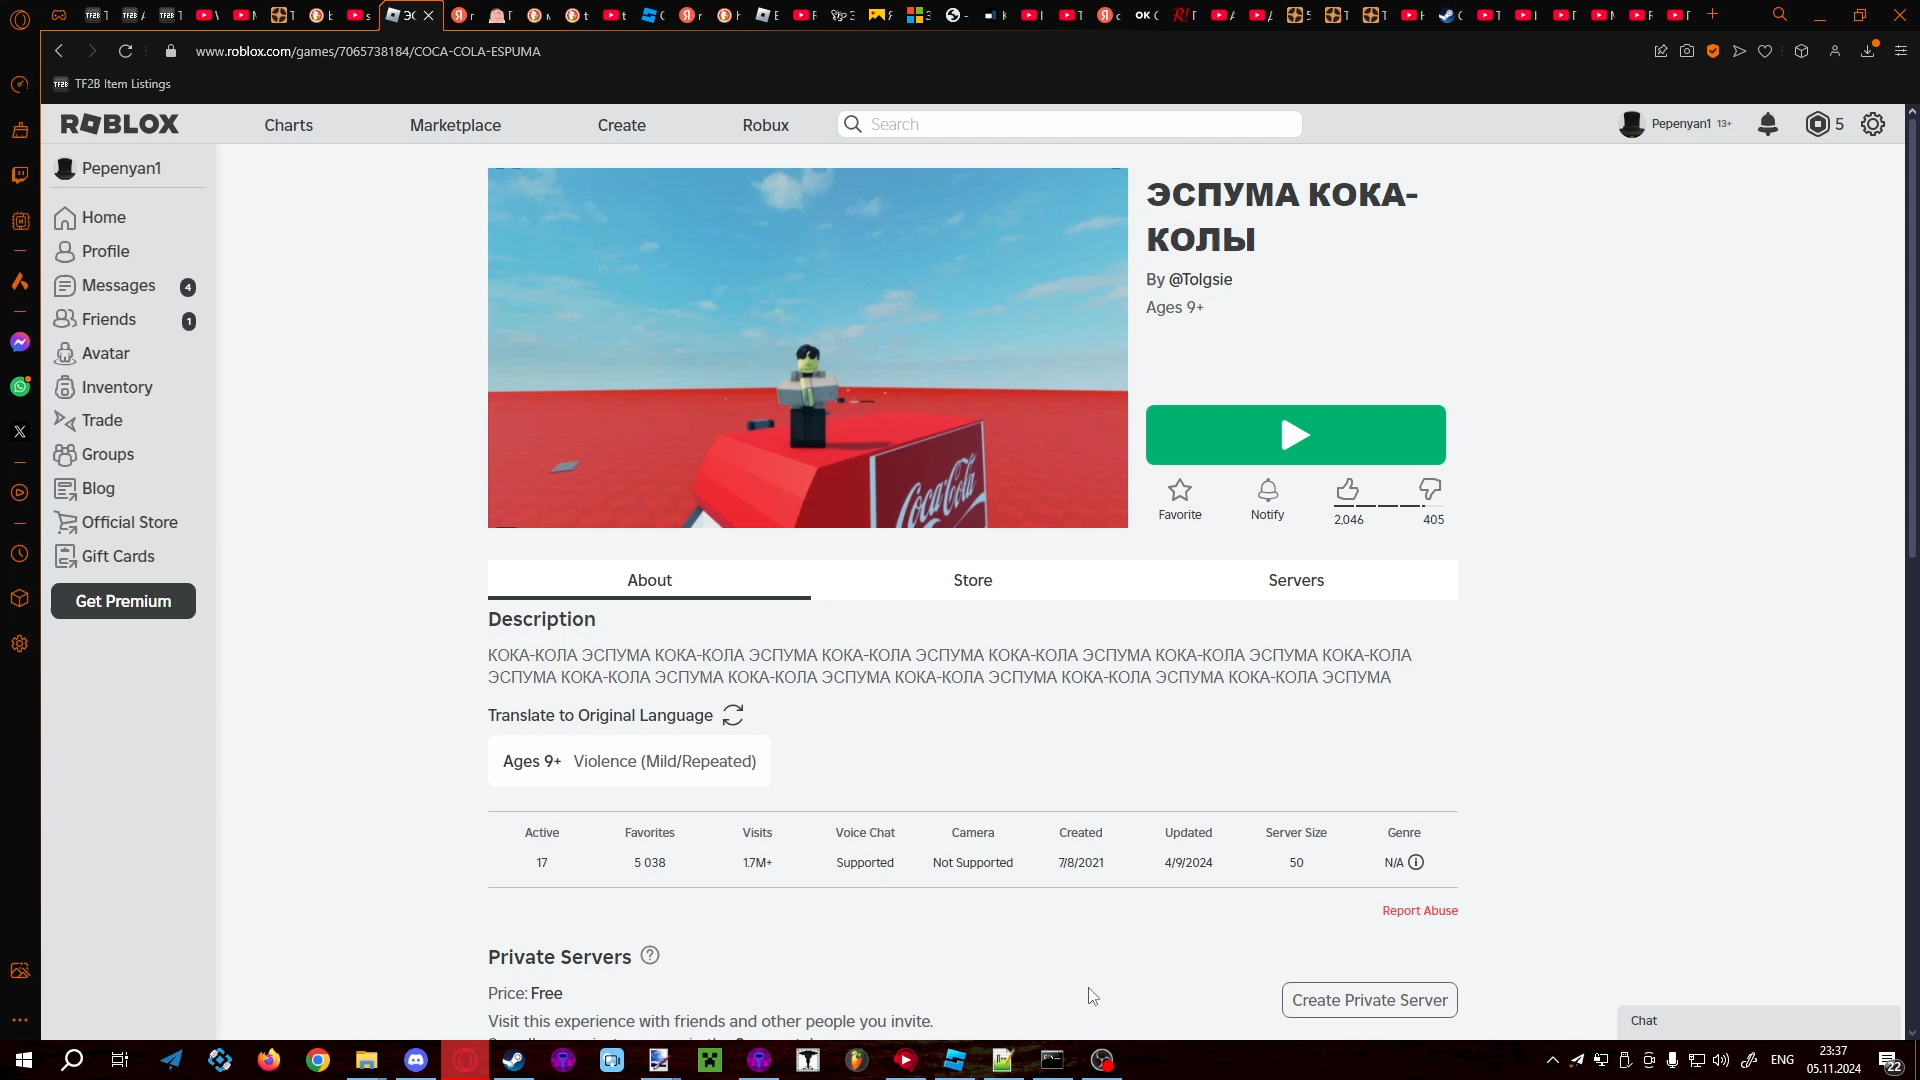 www.roblox.com/games/7065738184/COCA-COLA-ESPUMA
TF2B Item Listings
ROBLOX
Charts
Marketplace
Create
Robux
Search
Pepenyan1 13+
5
Pepenyan1
Home
Profile
Messages 4
Friends 1
Avatar
Inventory
Trade
Groups
Blog
Official Store
Gift Cards
Get Premium
Coca-Cola
ЭСПУМА КОКА-
КОЛЫ
By @Tolgsie
Ages 9+
Favorite
Notify
2,046
405
About
Store
Servers
Description
КОКА-КОЛА ЭСПУМА КОКА-КОЛА ЭСПУМА КОКА-КОЛА ЭСПУМА КОКА-КОЛА ЭСПУМА КОКА-КОЛА ЭСПУМА КОКА-КОЛА
ЭСПУМА КОКА-КОЛА ЭСПУМА КОКА-КОЛА ЭСПУМА КОКА-КОЛА ЭСПУМА КОКА-КОЛА ЭСПУМА КОКА-КОЛА ЭСПУМА
Translate to Original Language
Ages 9+ Violence (Mild/Repeated)
Active Favorites Visits Voice Chat Camera Created Updated Server Size Genre
17 5 038 1.7M+ Supported Not Supported 7/8/2021 4/9/2024 50 N/A
Report Abuse
Private Servers
Price: Free
Create Private Server
Visit this experience with friends and other people you invite.
Chat
ENG
23:37
05.11.2024
22